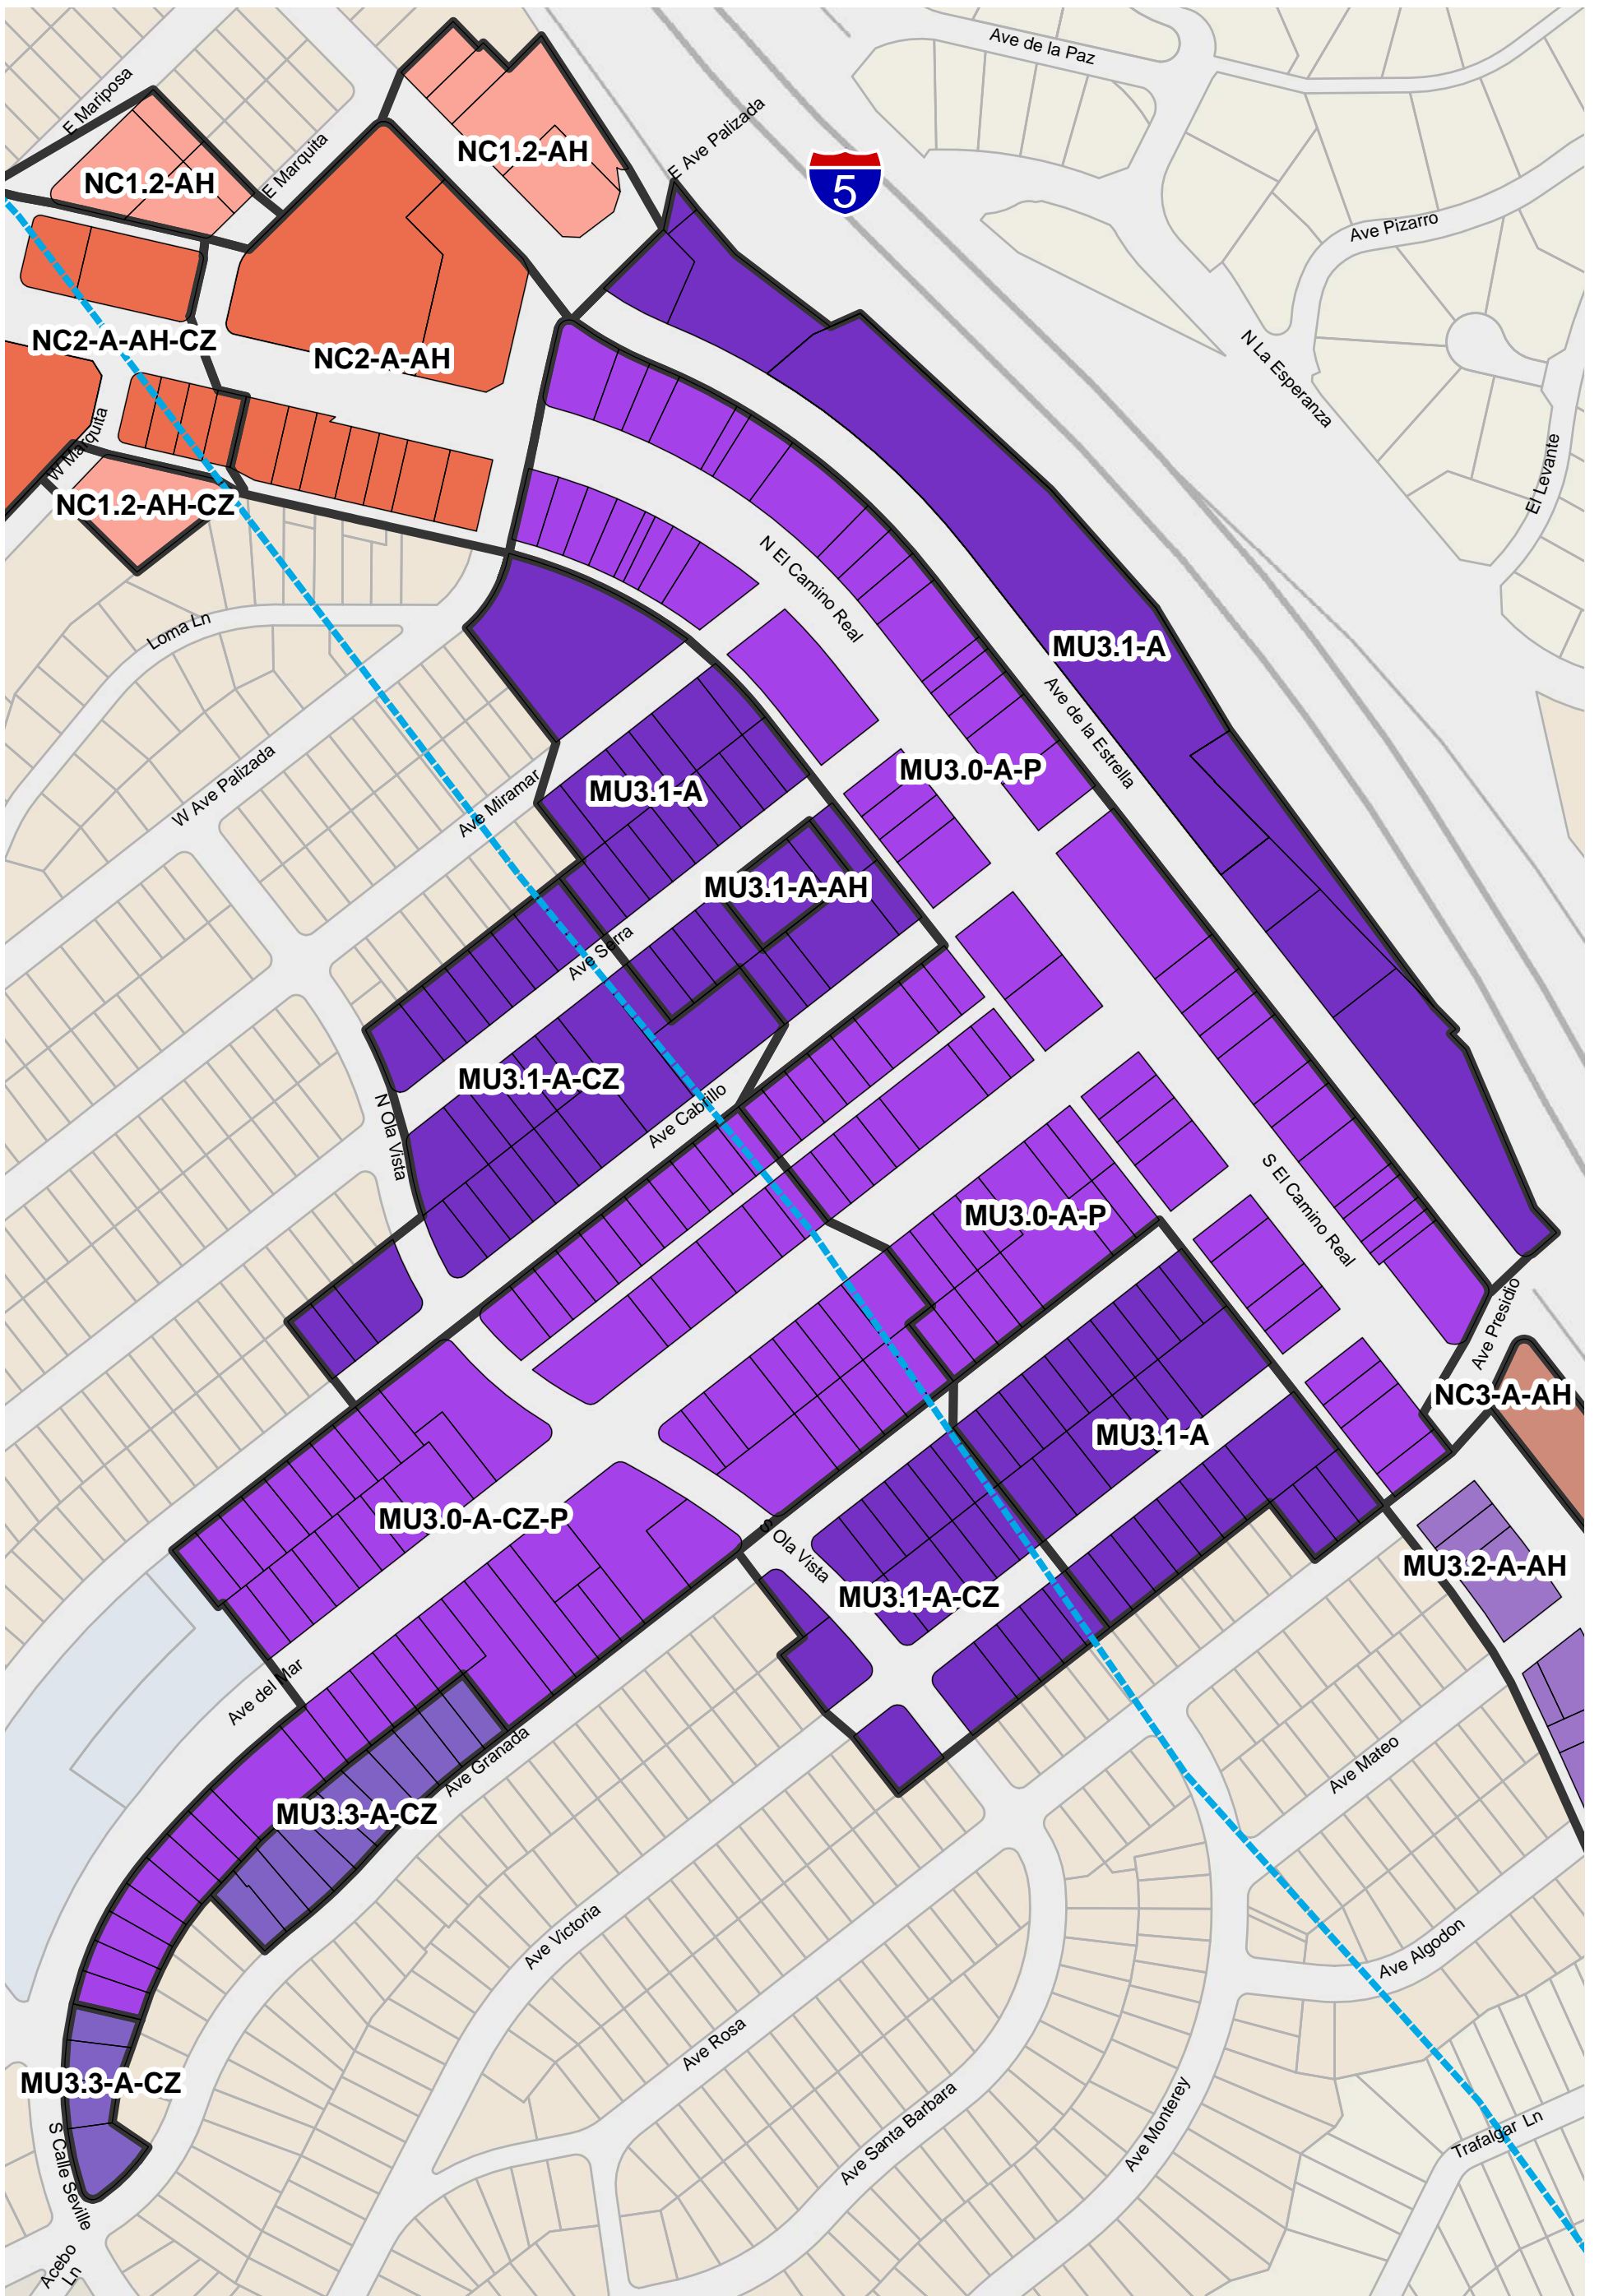 Ave de la Paz
E Mariposa
E Ave Palizada
NC1.2-AH
E Marquita
NC1.2-AH
5
Ave Pizarro
NC2-A-AH-CZ
NC2-A-AH
N La Esperanza
W Marquita
El Levante
NC1.2-AH-CZ
N El Camino Real
Loma Ln
MU3.1-A
Ave de la Estrella
W Ave Palizada
Ave Miramar
MU3.1-A
MU3.0-A-P
MU3.1-A-AH
Ave Serra
MU3.1-A-CZ
N Ola Vista
Ave Cabrillo
MU3.0-A-P
S El Camino Real
Ave Presidio
NC3-A-AH
MU3.1-A
MU3.0-A-CZ-P
S Ola Vista
MU3.2-A-AH
MU3.1-A-CZ
Ave del Mar
Ave Granada
Ave Mateo
MU3.3-A-CZ
Ave Victoria
Ave Algodon
Ave Rosa
MU3.3-A-CZ
Ave Santa Barbara
Ave Monterey
Trafalgar Ln
S Calle Seville
Acebo
Ln